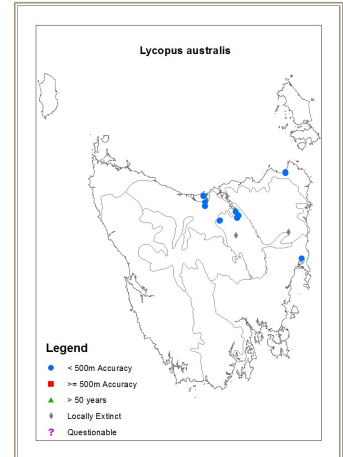 Lycopus australis
Legend
< 500m Accuracy
>= 500m Accuracy
> 50 years
Locally Extinct
? Questionable